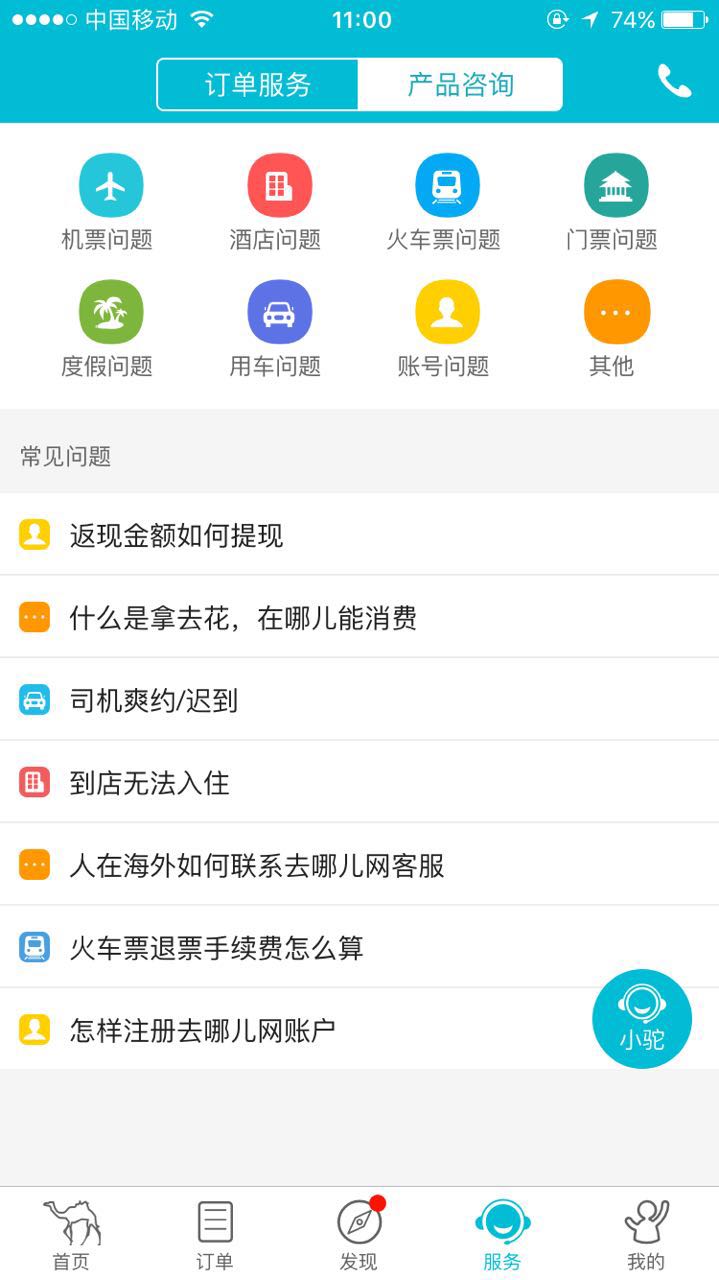 中国移动 11:00 74%
订单服务 产品咨询
机票问题 酒店问题 火车票问题 门票问题
度假问题 用车问题 账号问题 其他
常见问题
返现金额如何提现
什么是拿去花，在哪儿能消费
司机爽约/迟到
到店无法入住
人在海外如何联系去哪儿网客服
火车票退票手续费怎么算
怎样注册去哪儿网账户
小驼
首页 订单 发现 服务 我的